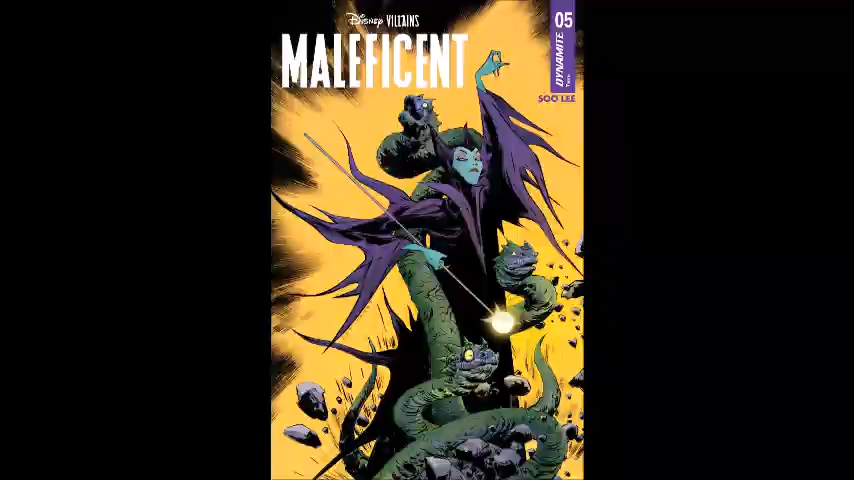 Disney VILLAINS
MALEFICENT
05
DYNAMITE
SOO LEE